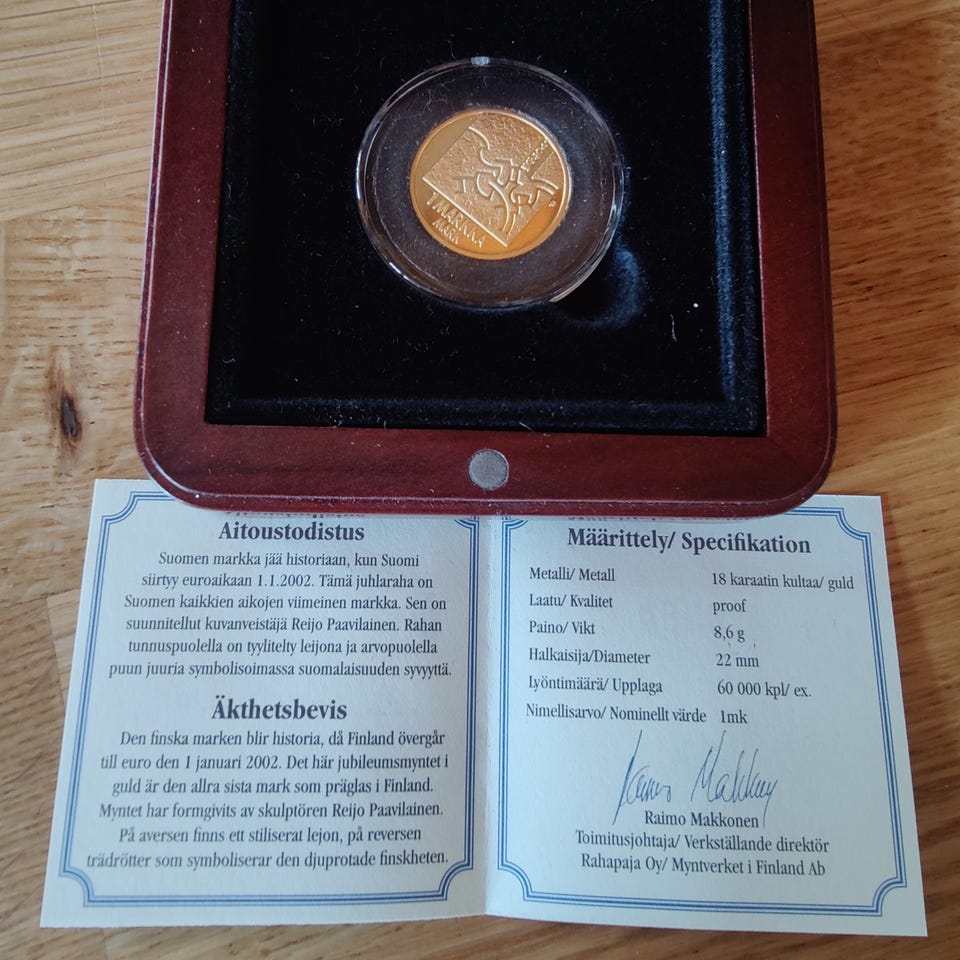 1 MARKKA
MARK
Aitoustodistus
Suomen markka jää historiaan, kun Suomi
siirtyy euroaikaan 1.1.2002. Tämä juhlaraha on
Suomen kaikkien aikojen viimeinen markka. Sen on
suunnitellut kuvanveistäjä Reijo Paavilainen. Rahan
tunnuspuolella on tyylitelty leijona ja arvopuolella
puun juuria symbolisoimassa suomalaisuuden syvyyttä.
Äkthetsbevis
Den finska marken blir historia, då Finland övergår
till euro den 1 januari 2002. Det här jubileumsmyntet i
guld är den allra sista mark som präglas i Finland.
Myntet har formgivits av skulptören Reijo Paavilainen.
På aversen finns ett stiliserat lejon, på reversen
trädrötter som symboliserar den djuprotade finskheten.
Määrittely/ Specifikation
Metalli/ Metall 18 karaatin kultaa/ guld
Laatu/ Kvalitet proof
Paino/ Vikt 8,6 g
Halkaisija/Diameter 22 mm
Lyöntimäärä/ Upplaga 60 000 kpl/ ex.
Nimellisarvo/ Nominellt värde 1mk
Raimo Makkonen
Raimo Makkonen
Toimitusjohtaja/ Verkställande direktör
Rahapaja Oy/ Myntverket i Finland Ab